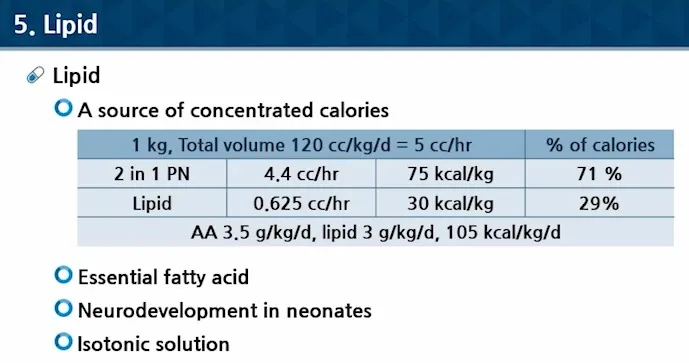 5. Lipid
Lipid
A source of concentrated calories
1 kg, Total volume 120 cc/kg/d = 5 cc/hr % of calories
2 in 1 PN 4.4 cc/hr 75 kcal/kg 71 %
Lipid 0.625 cc/hr 30 kcal/kg 29%
AA 3.5 g/kg/d, lipid 3 g/kg/d, 105 kcal/kg/d
Essential fatty acid
Neurodevelopment in neonates
Isotonic solution